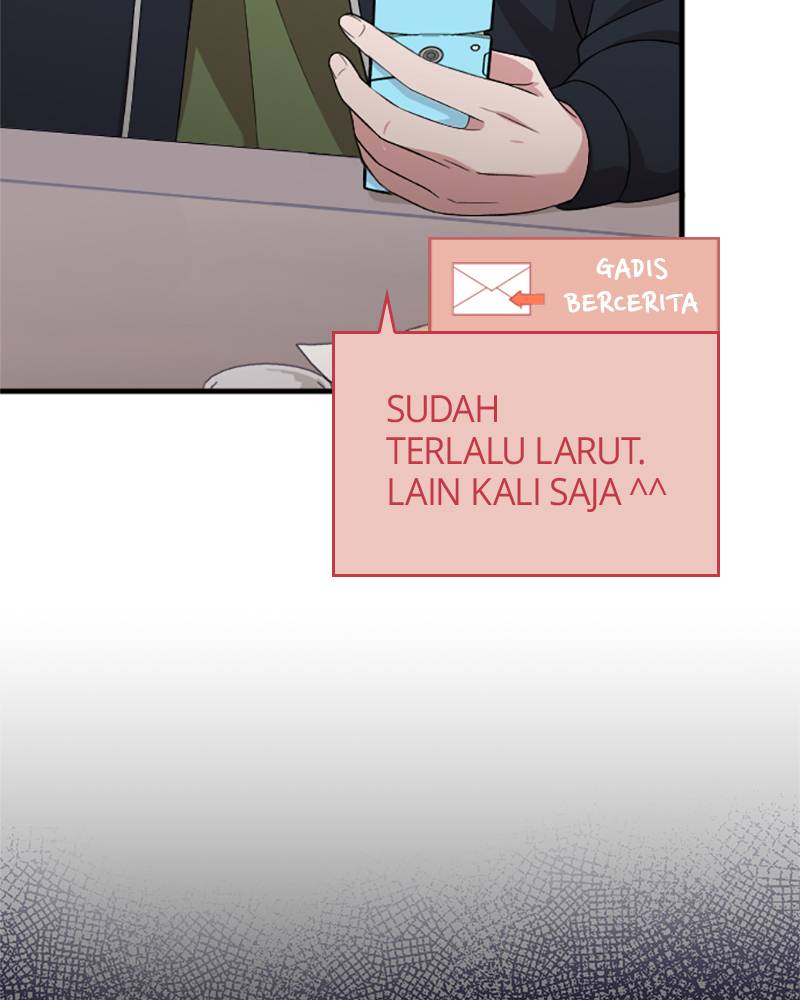 GADIS
BERCERITA
SUDAH
TERLALU LARUT.
LAIN KALI SAJA ^^